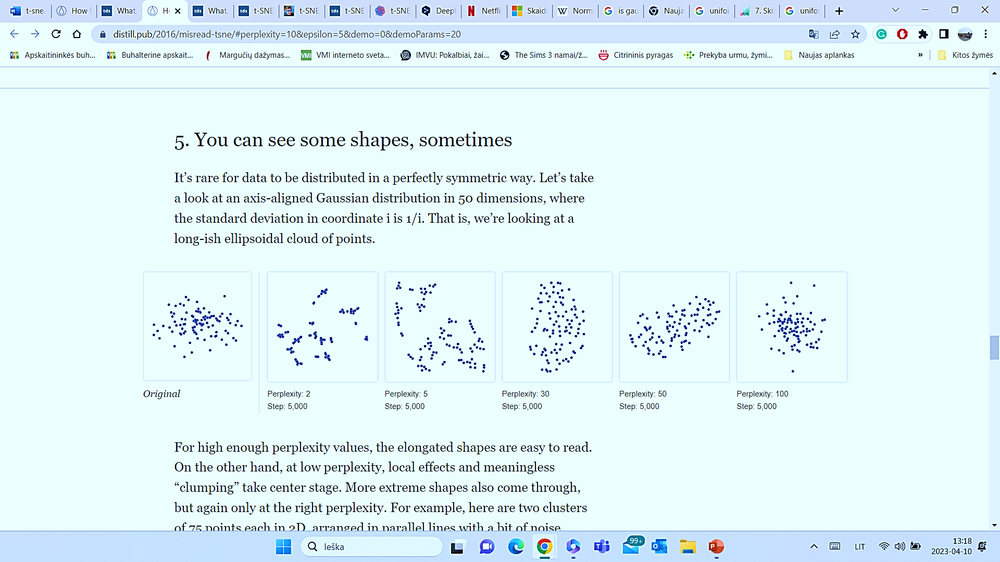 t-sne. How t What, Ho What, t-SNE t-SNE t-SNE t-SNE Deepl Netfli Skaid Norm is gau Nauja unifor 7. Ski unifo
distill.pub/2016/misread-tsne/#perplexity=10&epsilon=5&demo=0&demoParams=20
Apskaitininkės buh... Buhalterine apskait... Margučių dažymas... VMI VMI interneto sveta... IMVU: Pokalbiai, žai... The Sims 3 namai/ž... Citrininis pyragas Prekyba urmu, žymi... Naujas aplankas » Kitos žymės
5. You can see some shapes, sometimes
It’s rare for data to be distributed in a perfectly symmetric way. Let’s take
a look at an axis-aligned Gaussian distribution in 50 dimensions, where
the standard deviation in coordinate i is 1/i. That is, we’re looking at a
long-ish ellipsoidal cloud of points.
Original
Perplexity: 2
Step: 5,000
Perplexity: 5
Step: 5,000
Perplexity: 30
Step: 5,000
Perplexity: 50
Step: 5,000
Perplexity: 100
Step: 5,000
For high enough perplexity values, the elongated shapes are easy to read.
On the other hand, at low perplexity, local effects and meaningless
“clumping” take center stage. More extreme shapes also come through,
but again only at the right perplexity. For example, here are two clusters
of 75 points each in 2D, arranged in parallel lines with a bit of noise.
Ieška
99+
LIT
13:18
2023-04-10